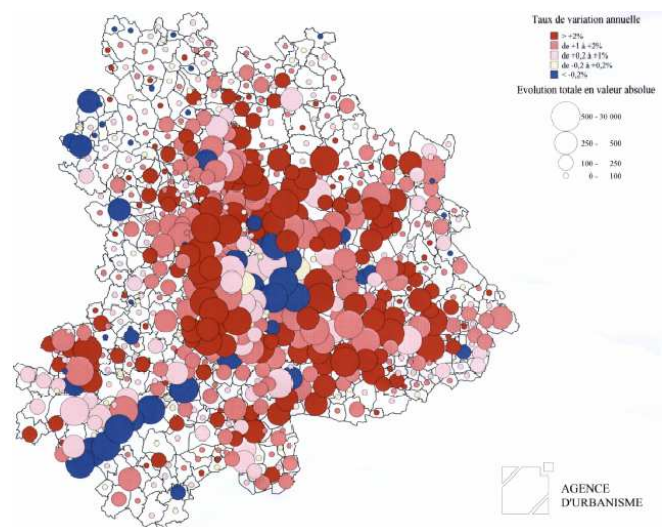 Taux de variation annuelle
> +2%
de +1 à +2%
de +0,2 à +1%
de -0,2 à +0,2%
< -0,2%
Evolution totale en valeur absolue
500 - 30 000
250 - 500
100 - 250
0 - 100
AGENCE
D'URBANISME